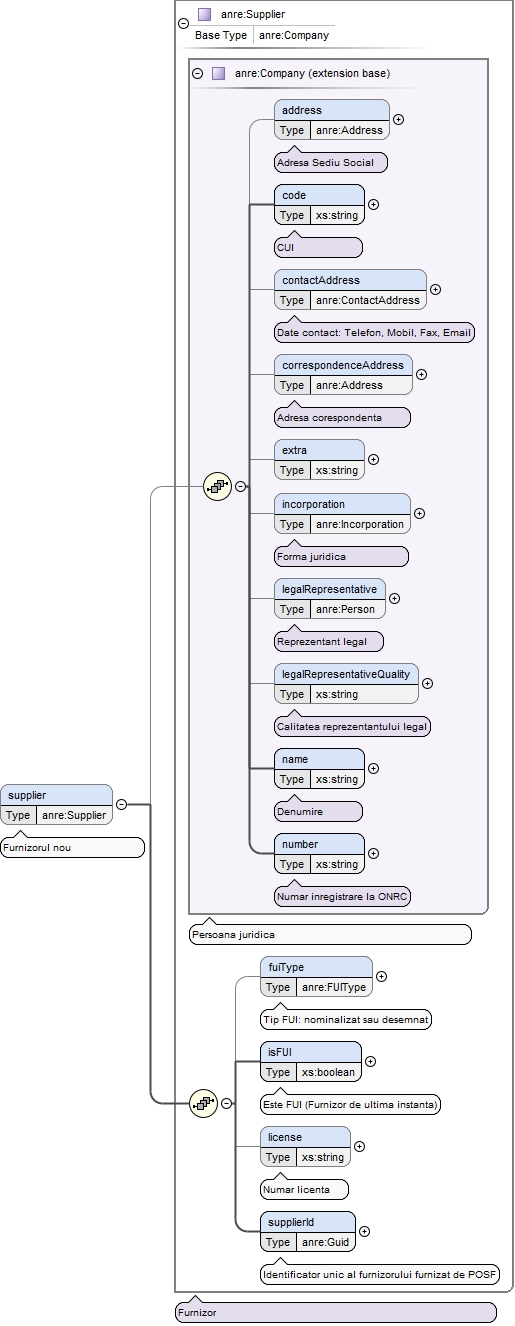 anre:Supplier
Base Type anre:Company
anre:Company (extension base)
address
Type anre:Address
Adresa Sediu Social
code
Type xs:string
CUI
contactAddress
Type anre:ContactAddress
Date contact: Telefon, Mobil, Fax, Email
correspondenceAddress
Type anre:Address
Adresa corespondenta
extra
Type xs:string
incorporation
Type anre:Incorporation
Forma juridica
legalRepresentative
Type anre:Person
Reprezentant legal
legalRepresentativeQuality
Type xs:string
Calitatea reprezentantului legal
name
Type xs:string
Denumire
supplier
Type anre:Supplier
Furnizorul nou
number
Type xs:string
Numar inregistrare la ONRC
Persoana juridica
fuiType
Type anre:FUIType
Tip FUI: nominalizat sau desemnat
isFUI
Type xs:boolean
Este FUI (Furnizor de ultima instanta)
license
Type xs:string
Numar licenta
supplierId
Type anre:Guid
Identificator unic al furnizorului furnizat de POSF
Furnizor